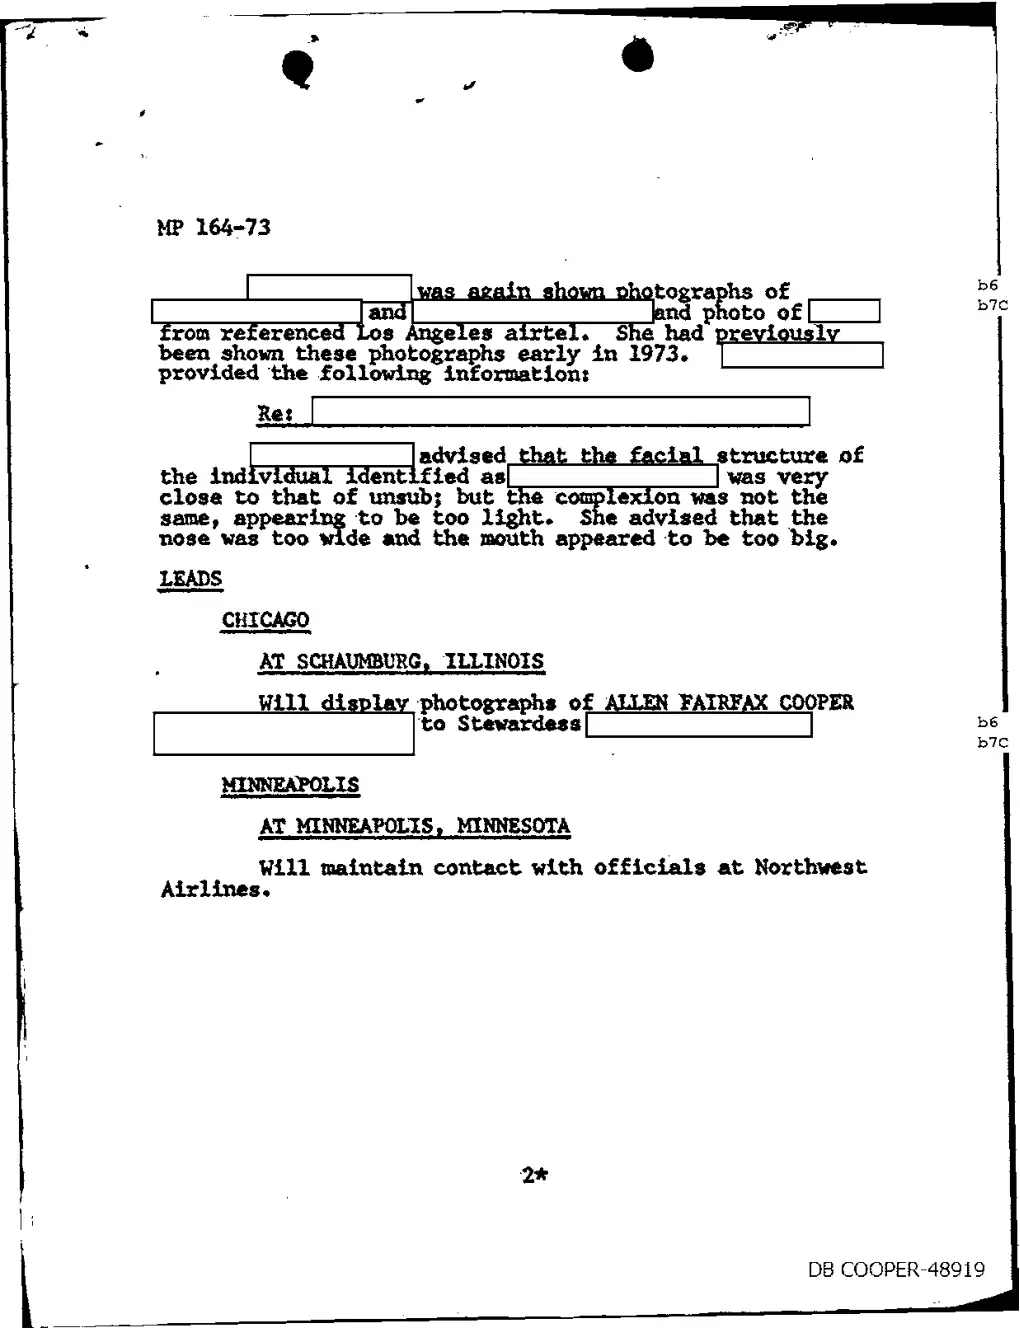 MP 164-73
was again shown photographs of
b6
and and photo of
b7C
from referenced Los Angeles airtel. She had previously
been shown these photographs early in 1973.
provided the following information:
Re:
advised that the facial structure of
the individual identified as was very
close to that of unsub; but the complexion was not the
same, appearing to be too light. She advised that the
nose was too wide and the mouth appeared to be too big.
LEADS
CHICAGO
AT SCHAUMBURG, ILLINOIS
Will display photographs of ALLEN FAIRFAX COOPER
to Stewardess
b6
b7C
MINNEAPOLIS
AT MINNEAPOLIS, MINNESOTA
Will maintain contact with officials at Northwest
Airlines.
2*
DB COOPER-48919